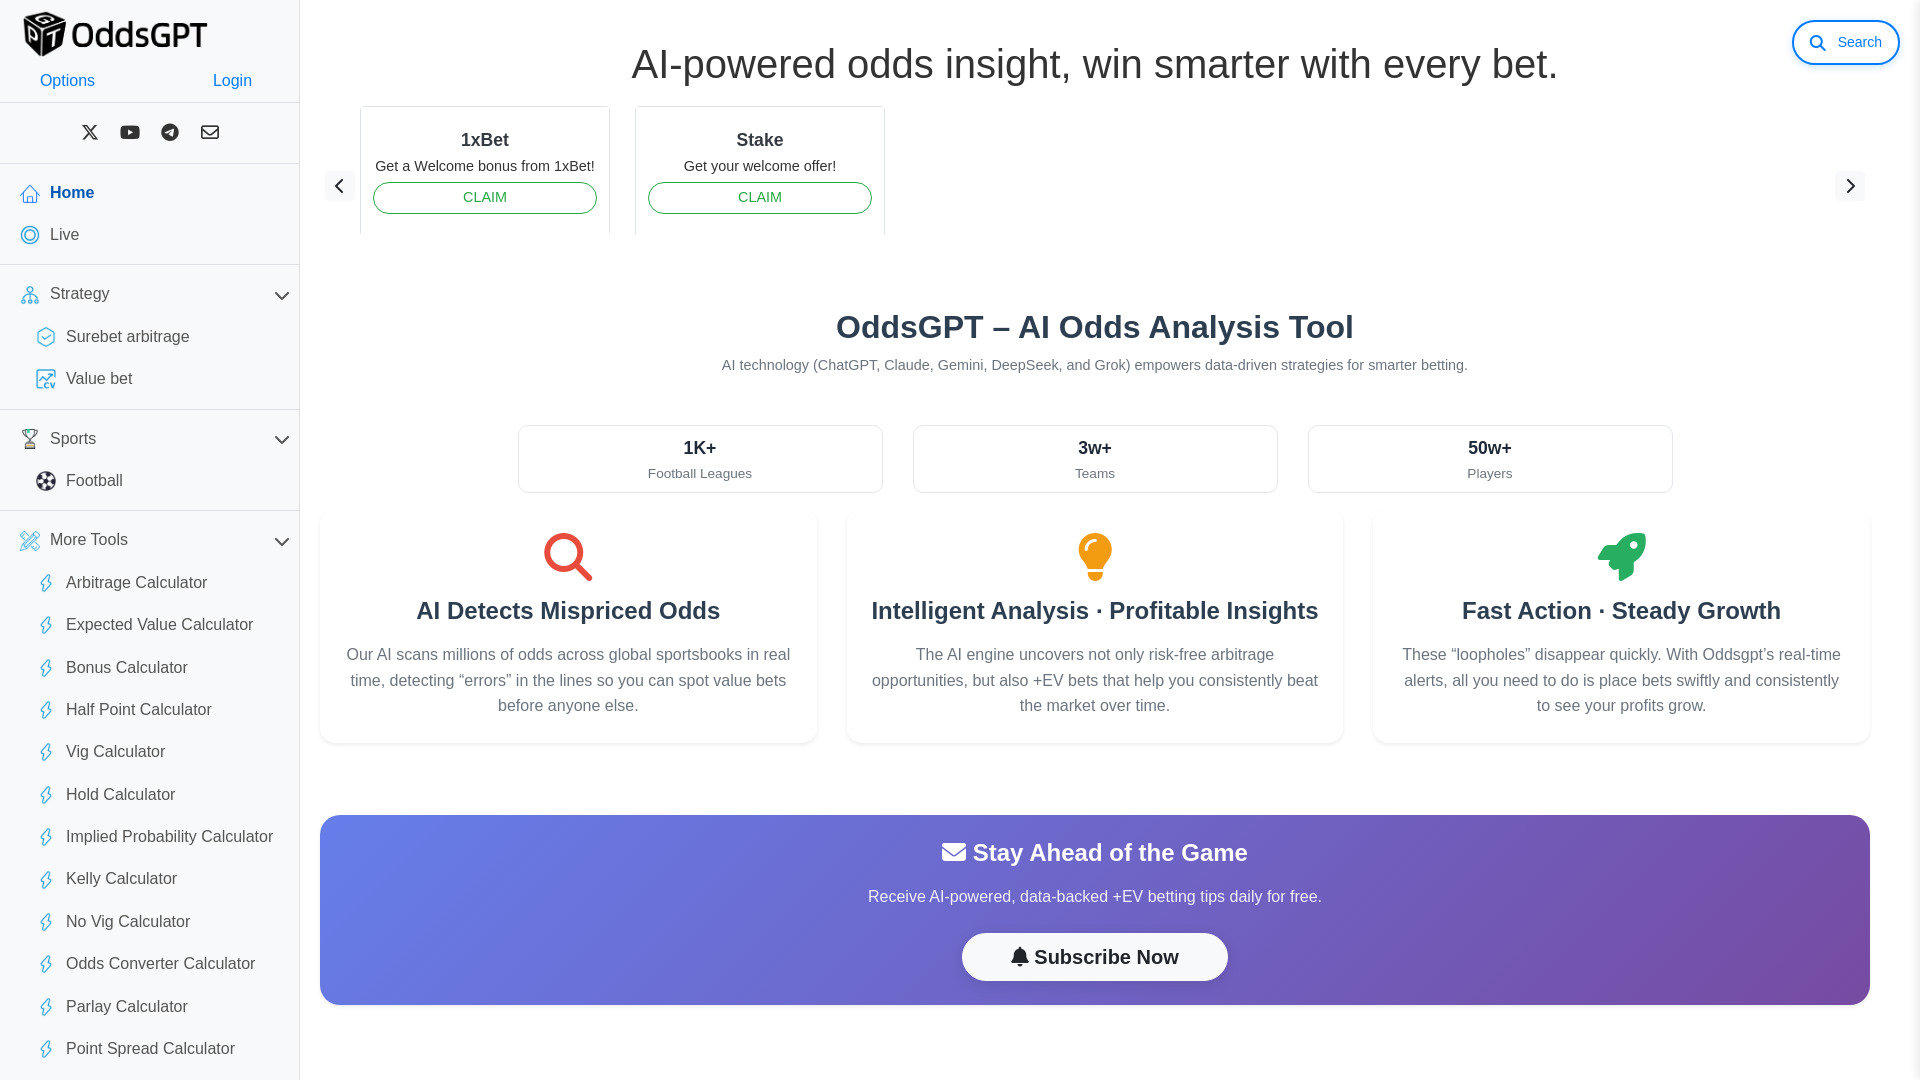 OddsGPT
Options
Login
Home
Live
Strategy
Surebet arbitrage
Value bet
Sports
Football
More Tools
Arbitrage Calculator
Expected Value Calculator
Bonus Calculator
Half Point Calculator
Vig Calculator
Hold Calculator
Implied Probability Calculator
Kelly Calculator
No Vig Calculator
Odds Converter Calculator
Parlay Calculator
Point Spread Calculator
Search
AI-powered odds insight, win smarter with every bet.
1xBet
Get a Welcome bonus from 1xBet!
CLAIM
Stake
Get your welcome offer!
CLAIM
OddsGPT – AI Odds Analysis Tool
AI technology (ChatGPT, Claude, Gemini, DeepSeek, and Grok) empowers data-driven strategies for smarter betting.
1K+
Football Leagues
3w+
Teams
50w+
Players
AI Detects Mispriced Odds
Our AI scans millions of odds across global sportsbooks in real
time, detecting “errors” in the lines so you can spot value bets
before anyone else.
Intelligent Analysis · Profitable Insights
The AI engine uncovers not only risk-free arbitrage
opportunities, but also +EV bets that help you consistently beat
the market over time.
Fast Action · Steady Growth
These “loopholes” disappear quickly. With Oddsgpt’s real-time
alerts, all you need to do is place bets swiftly and consistently
to see your profits grow.
Stay Ahead of the Game
Receive AI-powered, data-backed +EV betting tips daily for free.
Subscribe Now